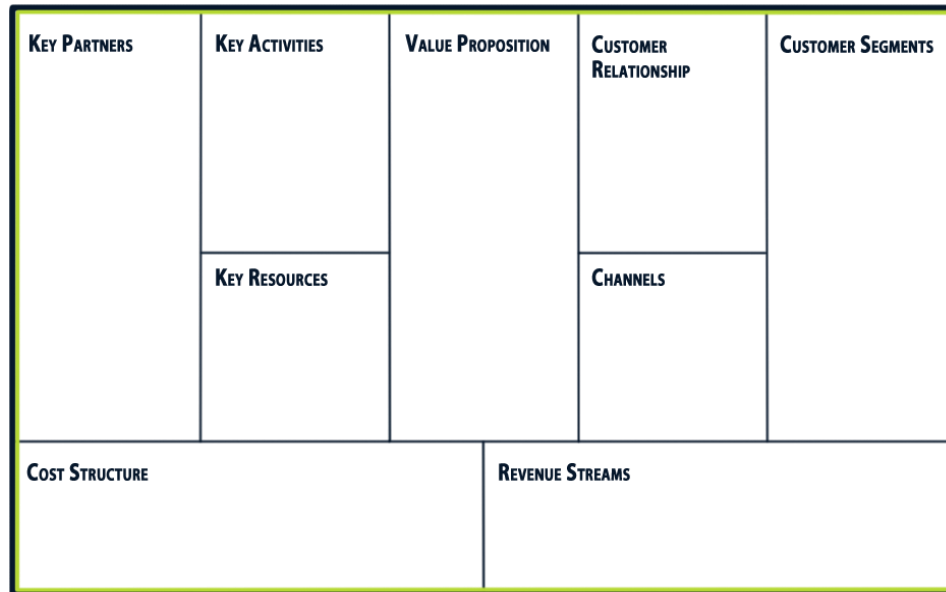 Key Partners
Key Activities
Value Proposition
Customer
Relationship
Customer Segments
Key Resources
Channels
Cost Structure
Revenue Streams